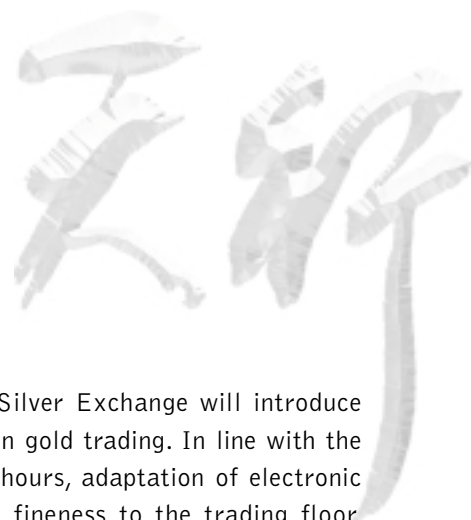 Silver Exchange will introduce
n gold trading. In line with the
hours, adaptation of electronic
fineness to the trading floor,